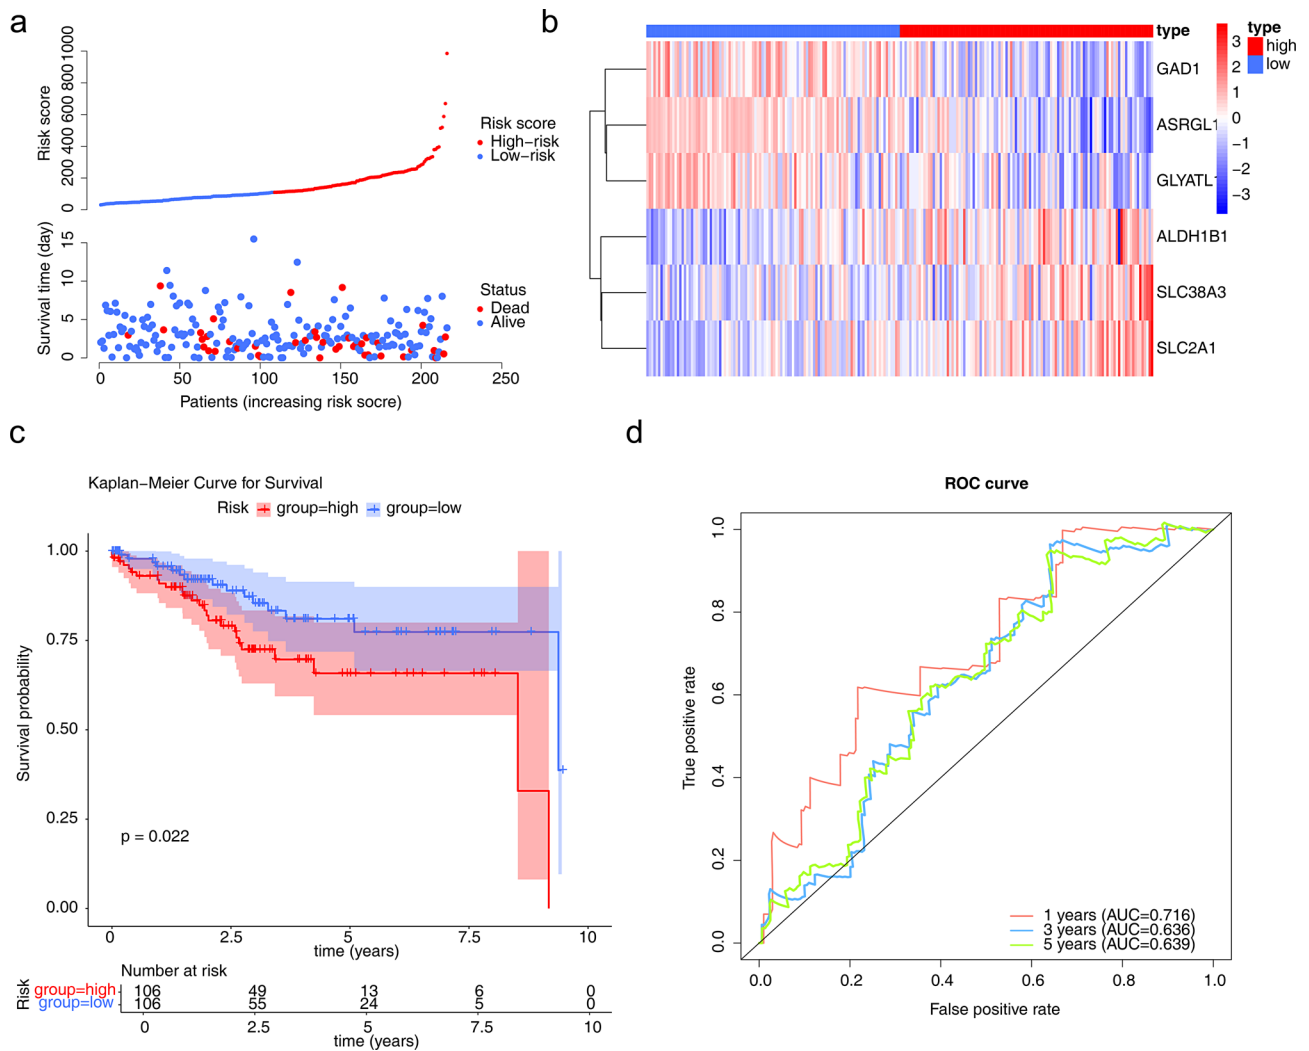 a
Risk score
0 200 400 600 800 1000
Risk score
High-risk
Low-risk
Survival time (day)
0 5 10 15
Status
Dead
Alive
0 50 100 150 200 250
Patients (increasing risk socre)
b
type
GAD1
ASRGL1
GLYATL1
ALDH1B1
SLC38A3
SLC2A1
3
2
1
0
-1
-2
-3
type
high
low
c
Kaplan-Meier Curve for Survival
Risk group=high group=low
Survival probability
1.00
0.75
0.50
0.25
0.00
p = 0.022
0 2.5 5 7.5 10
time (years)
Number at risk
Risk
group=high 106 49 13 6 0
group=low 106 55 24 5 0
0 2.5 5 7.5 10
time (years)
d
ROC curve
True positive rate
0.0 0.2 0.4 0.6 0.8 1.0
1 years (AUC=0.716)
3 years (AUC=0.636)
5 years (AUC=0.639)
0.0 0.2 0.4 0.6 0.8 1.0
False positive rate